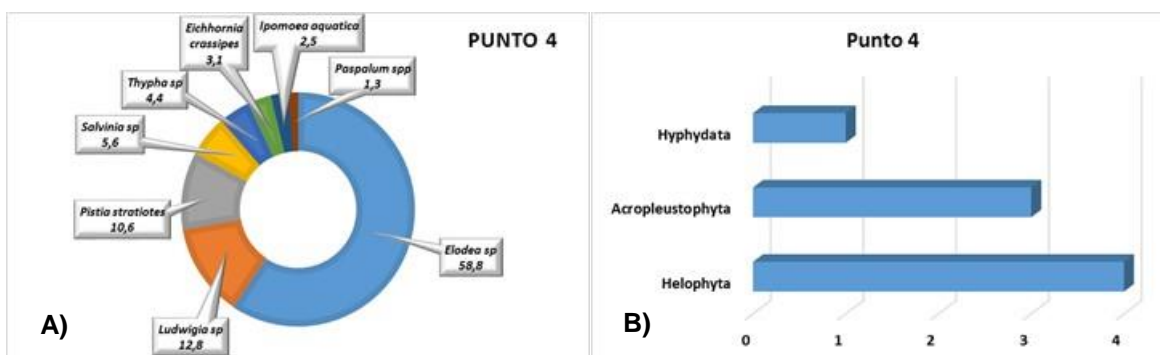 PUNTO 4
Eichhornia
crassipes
3,1
Ipomoea aquatica
2,5
Paspalum spp
1,3
Thypha sp
4,4
Salvinia sp
5,6
Pistia stratiotes
10,6
Ludwigia sp
12,8
Elodea sp
58,8
A)
Punto 4
Hyphydata
Acropleustophyta
Helophyta
0 1 2 3 4
B)